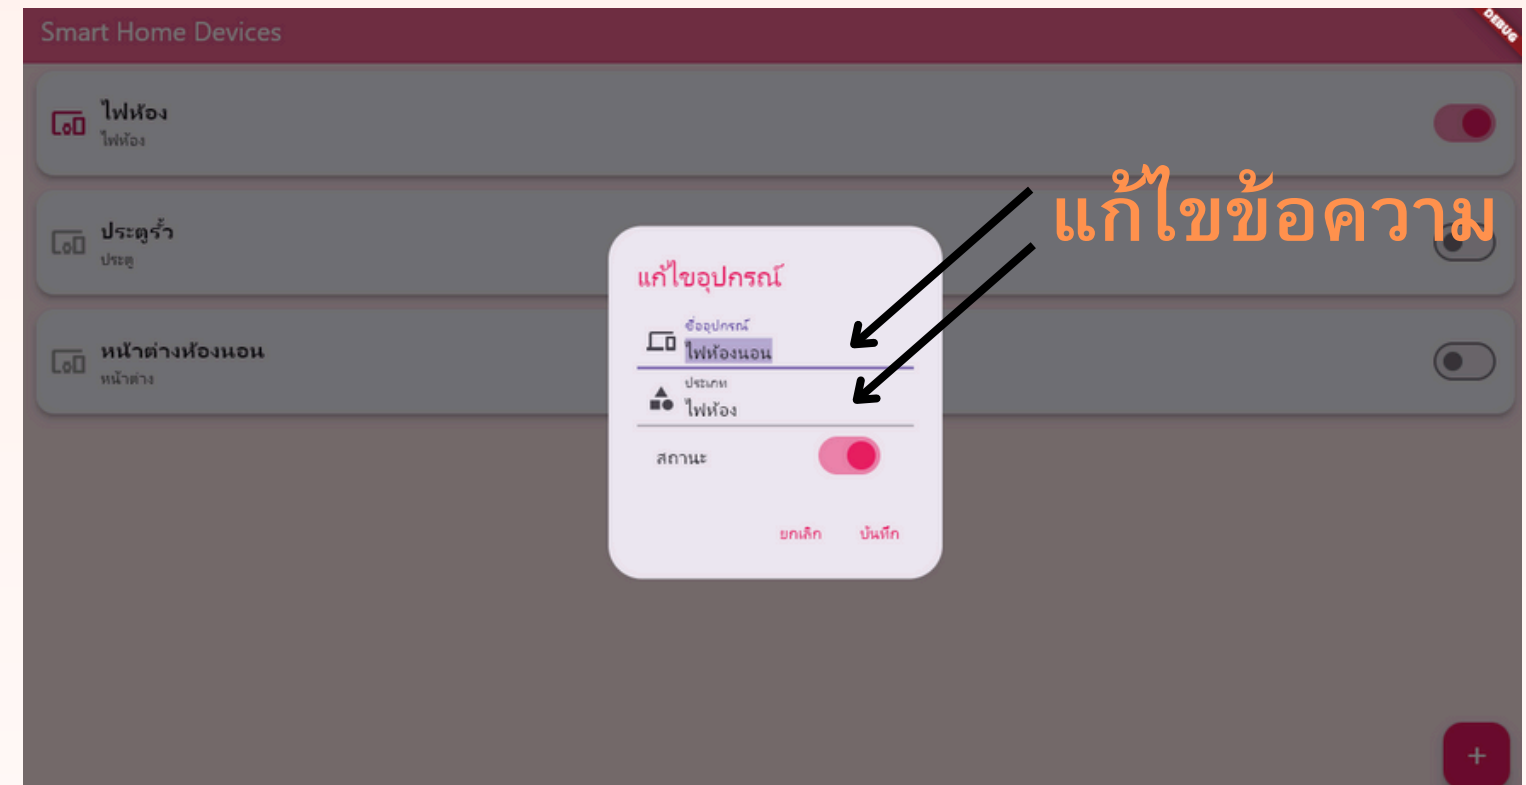 Smart Home Devices
DEBUG
ไฟห้อง
ไฟห้อง
แก้ไขข้อความ
ประตูรั้ว
ประตู
หน้าต่างห้องนอน
หน้าต่าง
แก้ไขอุปกรณ์
ชื่ออุปกรณ์
ไฟห้องนอน
ประเภท
ไฟห้อง
สถานะ
ยกเลิก บันทึก
+